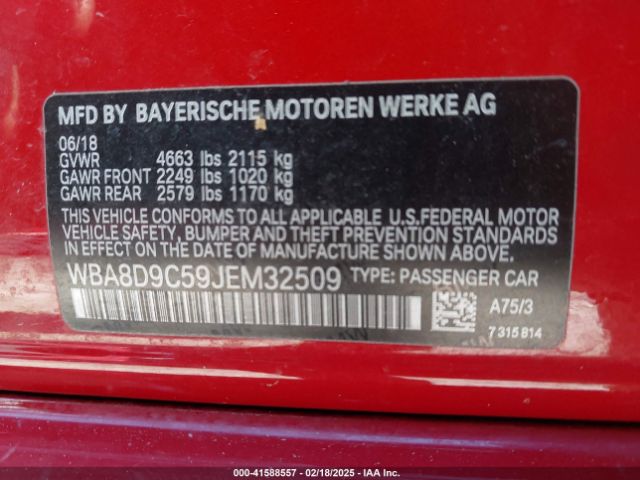 MFD BY BAYERISCHE MOTOREN WERKE AG
06/18
GVWR 4663 lbs 2115 kg
GAWR FRONT 2249 lbs 1020 kg
GAWR REAR 2579 lbs 1170 kg
THIS VEHICLE CONFORMS TO ALL APPLICABLE U.S.FEDERAL MOTOR
VEHICLE SAFETY, BUMPER AND THEFT PREVENTION STANDARDS
IN EFFECT ON THE DATE OF MANUFACTURE SHOWN ABOVE.
WBA8D9C59JEM32509 TYPE: PASSENGER CAR
A75/3
7 315 814
000-41588557 — 02/18/2025 — IAA Inc.